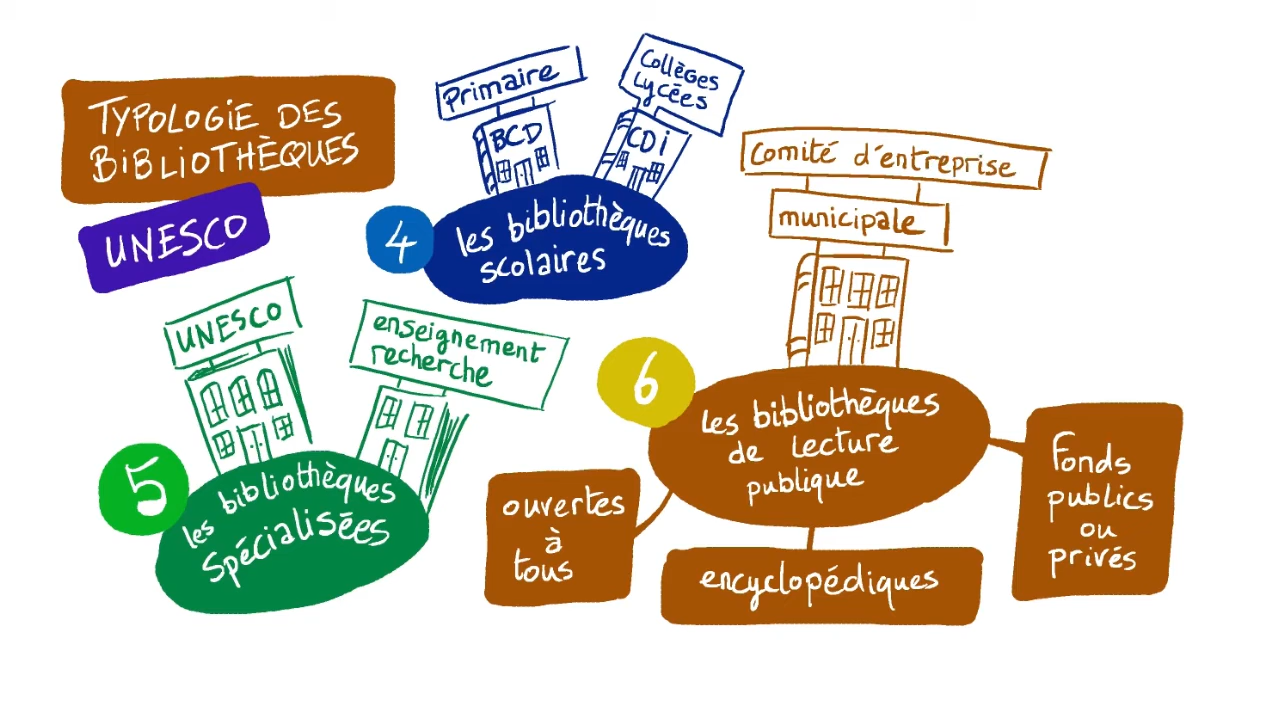 TYPOLOGIE DES
BIBLIOTHÈQUES
UNESCO
Primaire
BCD
Collèges
Lycées
CDI
4
les bibliothèques
scolaires
UNESCO
enseignement
recherche
5
les bibliothèques
spécialisées
Comité d'entreprise
municipale
6
Les bibliothèques
de Lecture
publique
ouvertes
à
tous
encyclopédiques
Fonds
publics
ou
privés